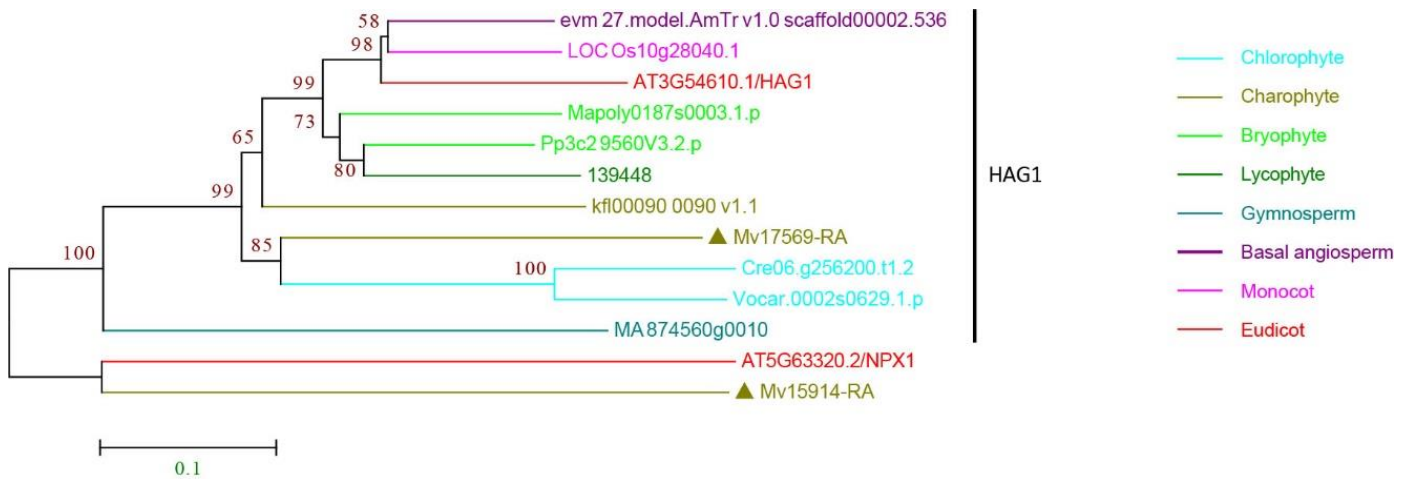 58
evm 27.model.AmTr v1.0 scaffold00002.536
98
LOC Os10g28040.1
99
AT3G54610.1/HAG1
73
Mapoly0187s0003.1.p
65
Pp3c2 9560V3.2.p
80
139448
99
kfl00090 0090 v1.1
85
Mv17569-RA
100
Cre06.g256200.t1.2
Vocar.0002s0629.1.p
100
MA 874560g0010
AT5G63320.2/NPX1
Mv15914-RA
0.1
HAG1
Chlorophyte
Charophyte
Bryophyte
Lycophyte
Gymnosperm
Basal angiosperm
Monocot
Eudicot